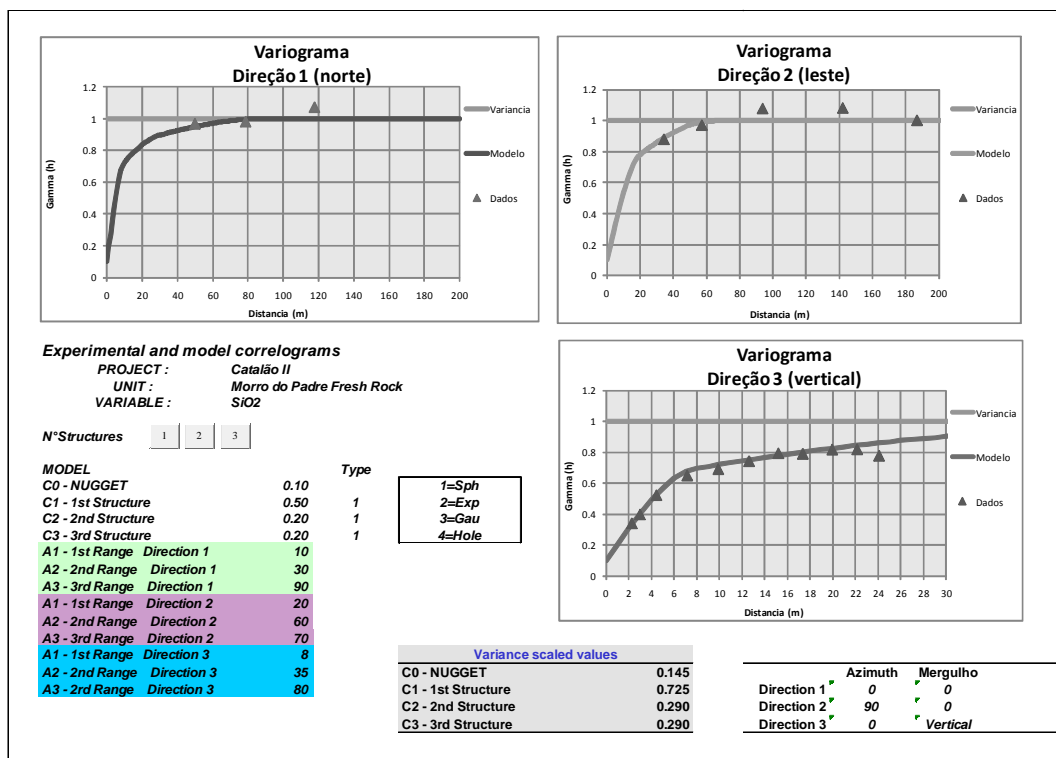 Variograma
Direção 1 (norte)
1.2
1
0.8
0.6
0.4
0.2
0
Gamma (h)
0 20 40 60 80 100 120 140 160 180 200
Distancia (m)
Variancia
Modelo
Dados
Variograma
Direção 2 (leste)
1.2
1
0.8
0.6
0.4
0.2
0
Gamma (h)
0 20 40 60 80 100 120 140 160 180 200
Distancia (m)
Variancia
Modelo
Dados
Experimental and model correlograms
PROJECT : Catalão II
UNIT : Morro do Padre Fresh Rock
VARIABLE : SiO2
N°Structures 1 2 3
Variograma
Direção 3 (vertical)
1.2
1
0.8
0.6
0.4
0.2
0
Gamma (h)
0 2 4 6 8 10 12 14 16 18 20 22 24 26 28 30
Distancia (m)
Variancia
Modelo
Dados
MODEL Type
C0 - NUGGET 0.10
C1 - 1st Structure 0.50 1
C2 - 2nd Structure 0.20 1
C3 - 3rd Structure 0.20 1
1=Sph
2=Exp
3=Gau
4=Hole
A1 - 1st Range Direction 1 10
A2 - 2nd Range Direction 1 30
A3 - 3rd Range Direction 1 90
A1 - 1st Range Direction 2 20
A2 - 2nd Range Direction 2 60
A3 - 3rd Range Direction 2 70
A1 - 1st Range Direction 3 8
A2 - 2nd Range Direction 3 35
A3 - 2rd Range Direction 3 80
Variance scaled values
C0 - NUGGET 0.145
C1 - 1st Structure 0.725
C2 - 2nd Structure 0.290
C3 - 3rd Structure 0.290
Azimuth Mergulho
Direction 1 0 0
Direction 2 90 0
Direction 3 0 Vertical